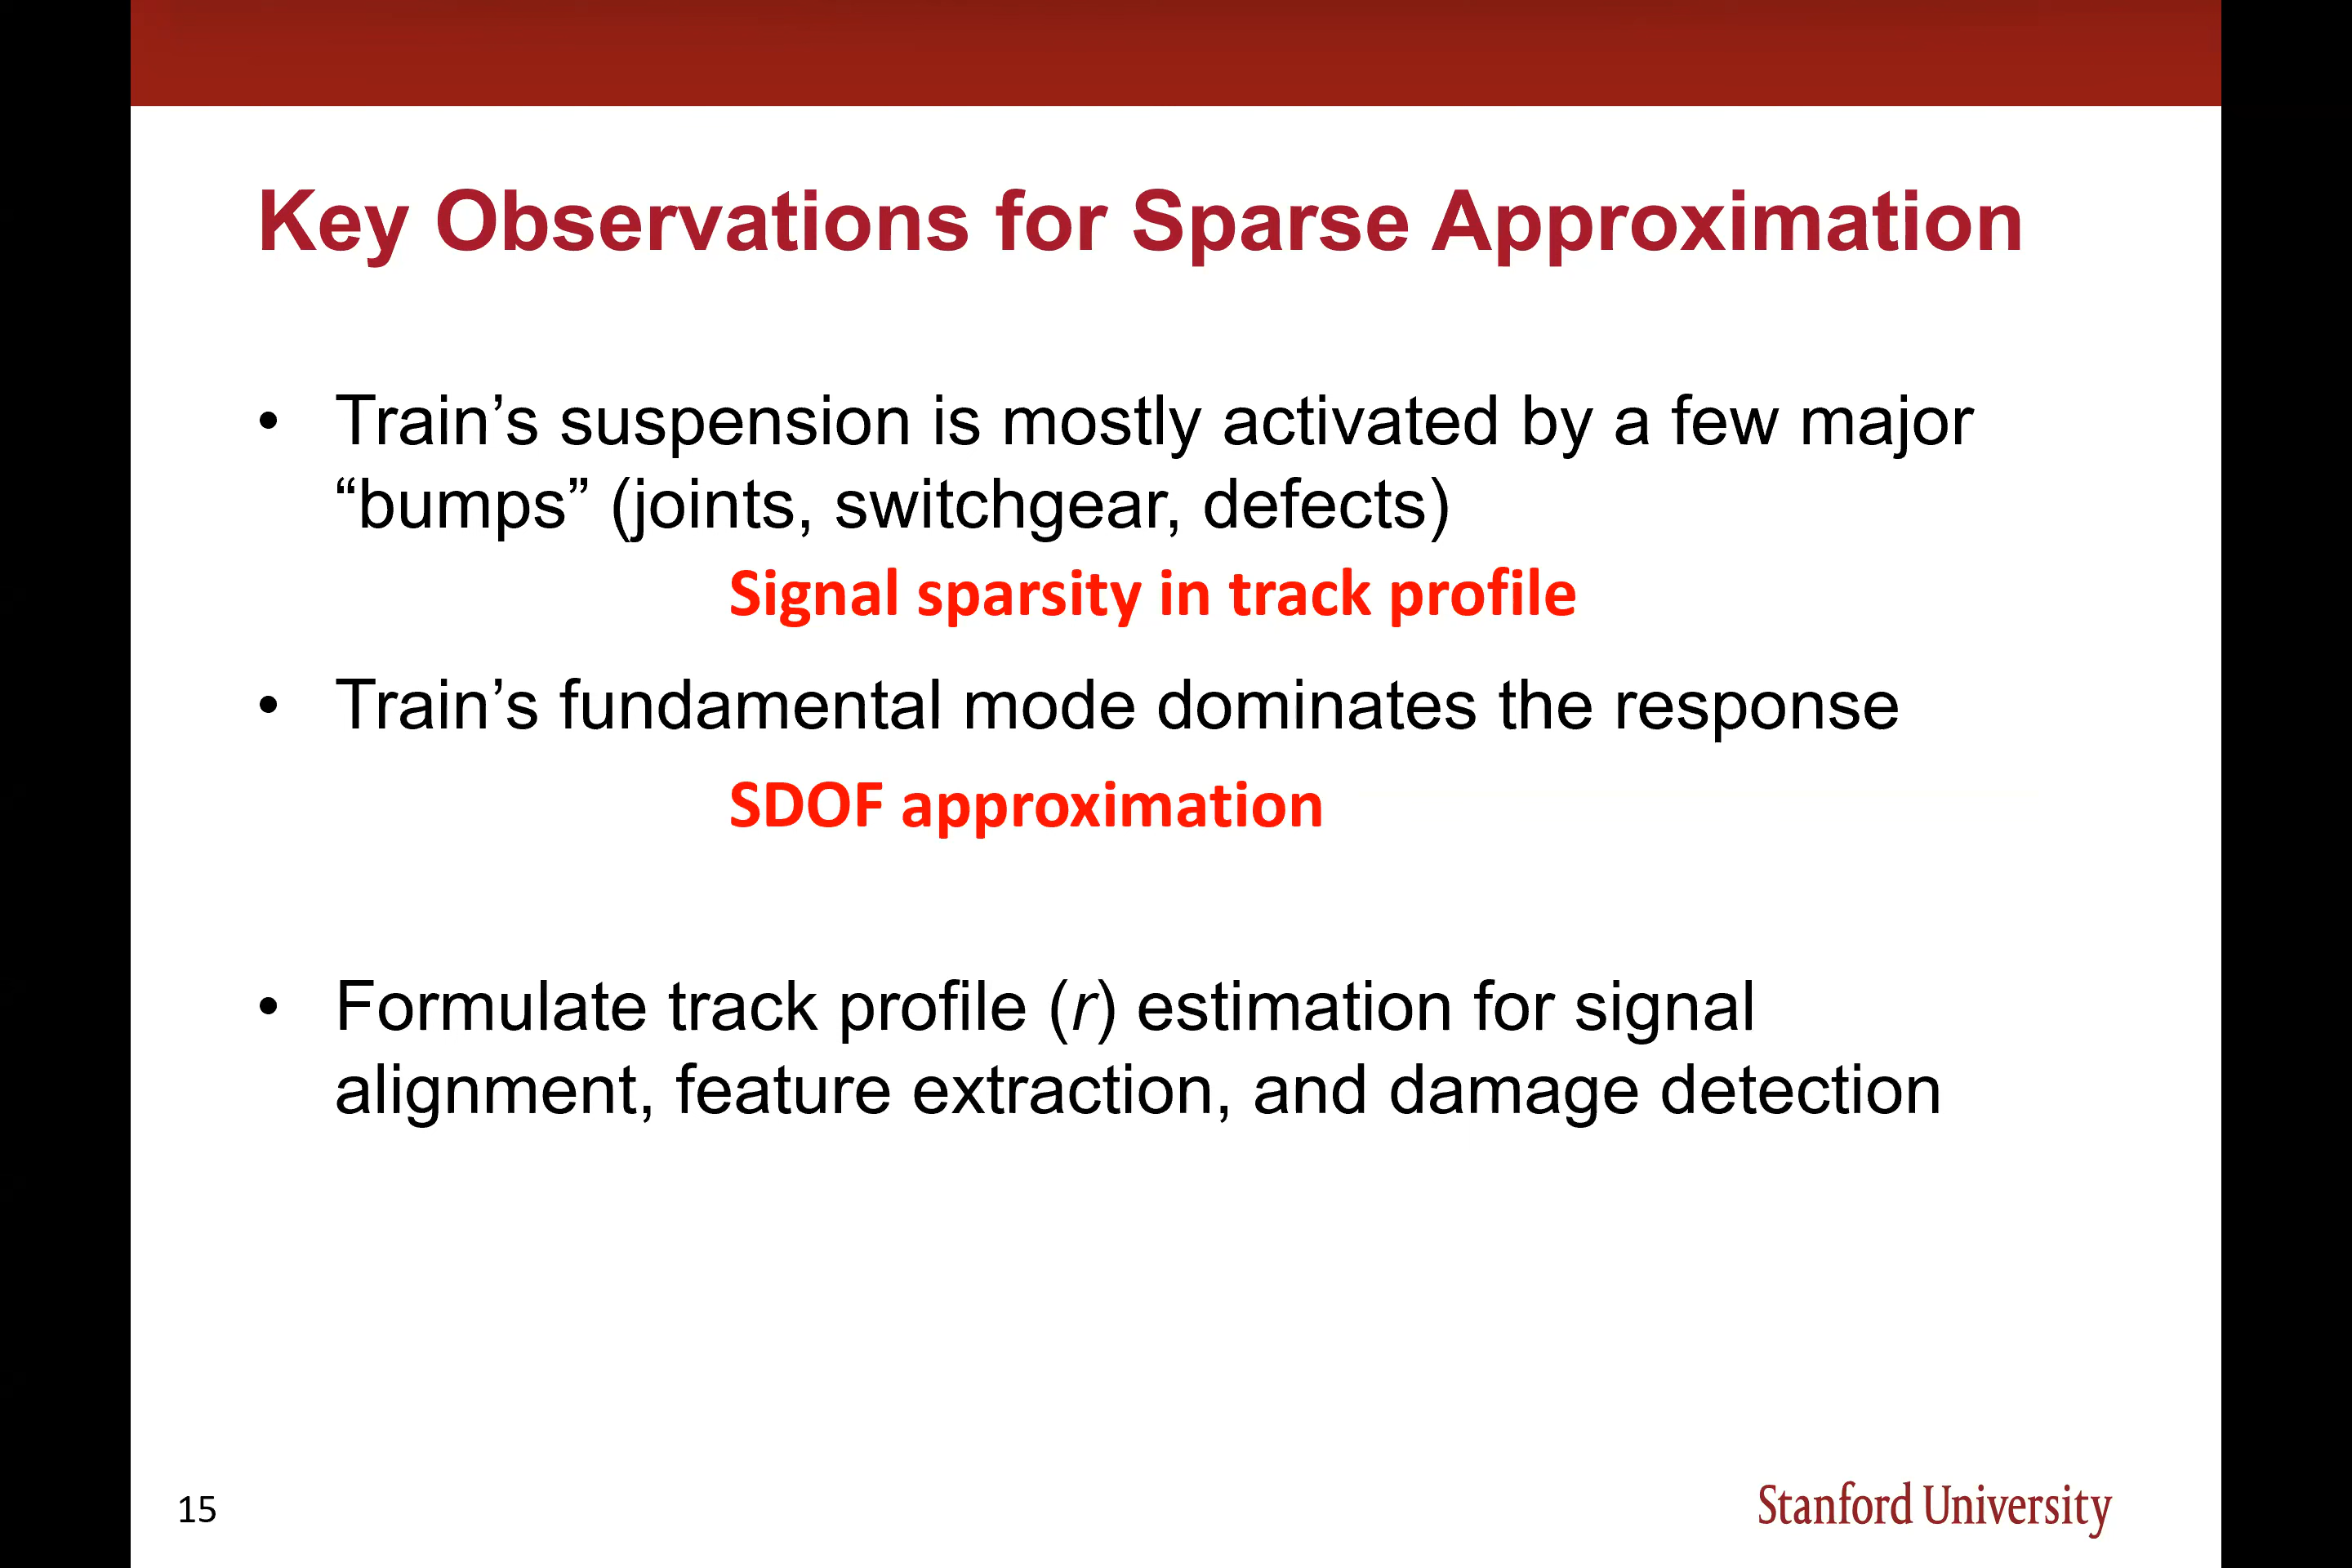 Key Observations for Sparse Approximation
• Train’s suspension is mostly activated by a few major
“bumps” (joints, switchgear, defects)
Signal sparsity in track profile
• Train’s fundamental mode dominates the response
SDOF approximation
• Formulate track profile (r) estimation for signal
alignment, feature extraction, and damage detection
15
Stanford University